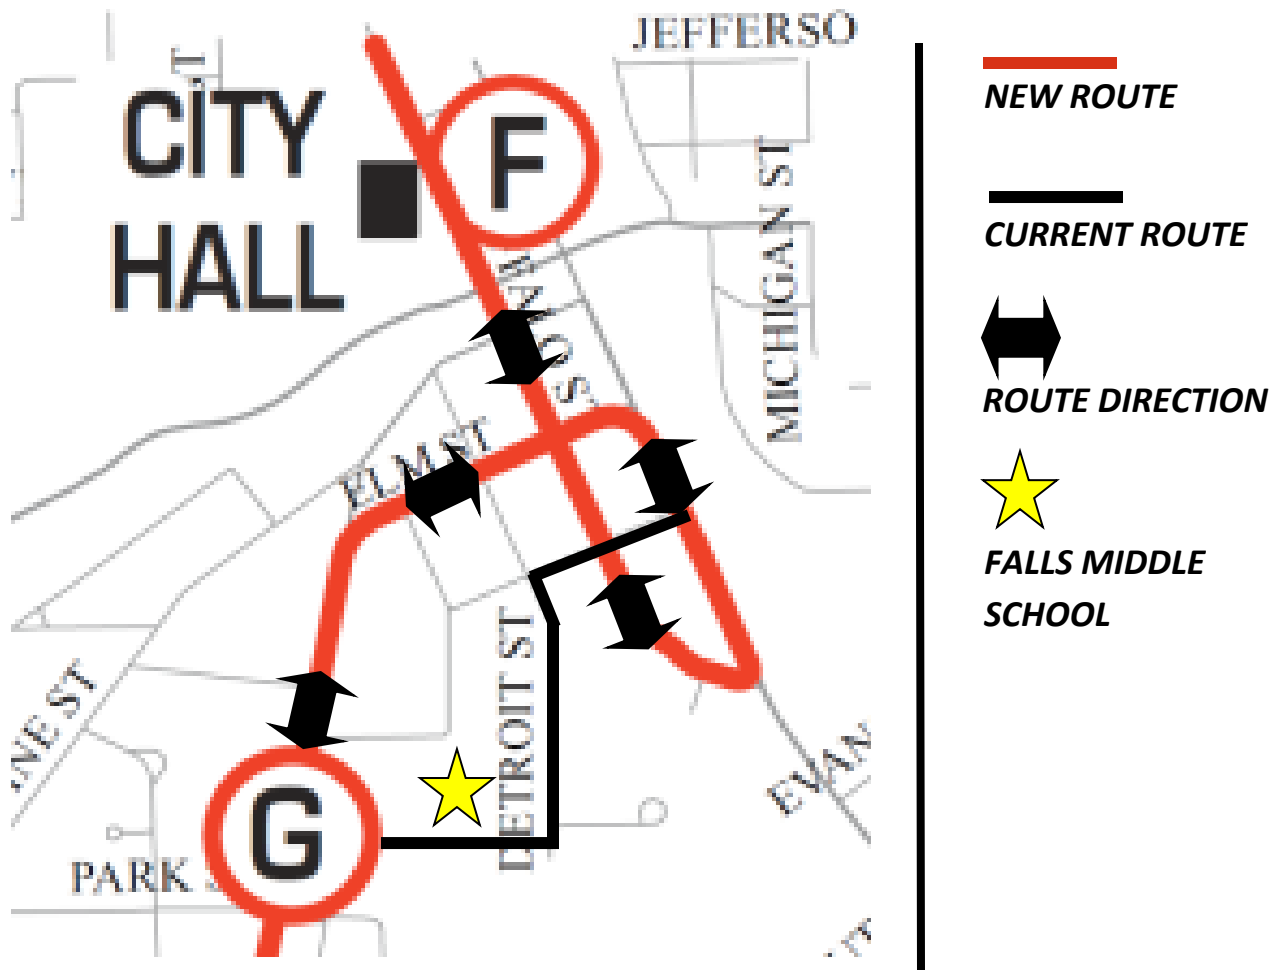 JEFFERSO
CITY
HALL
F
MICHIGAN ST
ELM ST
DETROIT ST
G
PARK
NEW ROUTE
CURRENT ROUTE
ROUTE DIRECTION
FALLS MIDDLE
SCHOOL